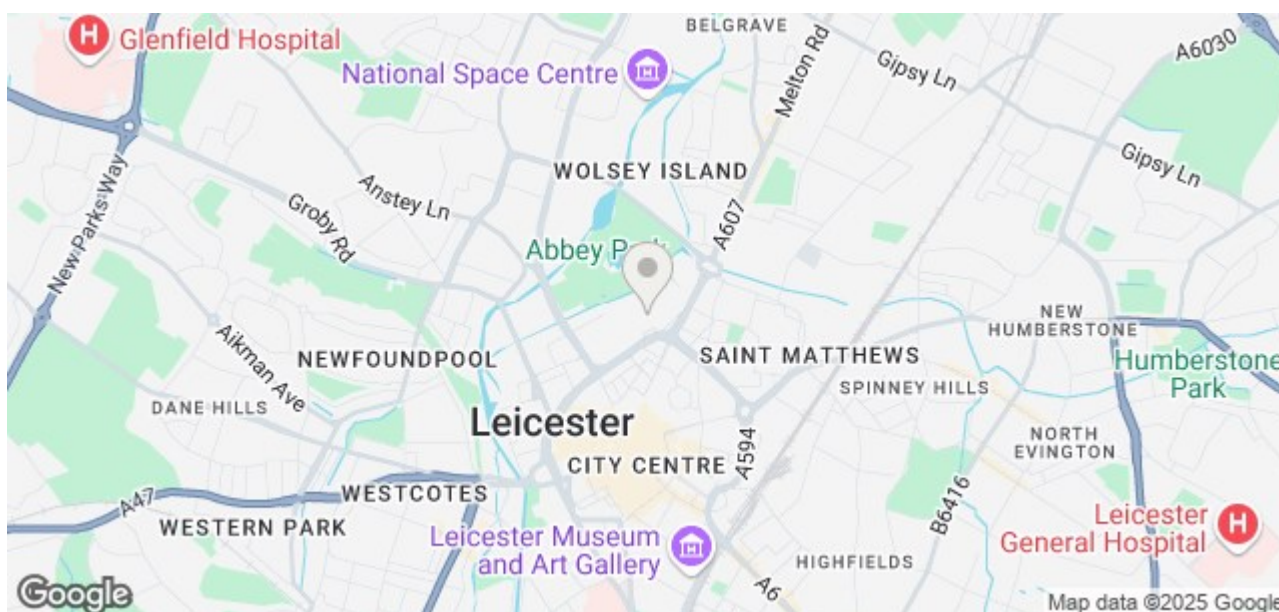 BELGRAVE
Glenfield Hospital
A6030
National Space Centre
Melton Rd
Gipsy Ln
New Parks Way
WOLSEY ISLAND
Gipsy Ln
Anstey Ln
Groby Rd
A607
Abbey
NEW
HUMBERSTONE
Aikman Ave
NEWFOUNDPOOL
SAINT MATTHEWS
Humberstone
Park
SPINNEY HILLS
DANE HILLS
Leicester
NORTH
EVINGTON
A594
CITY CENTRE
A47
WESTCOTES
B6416
WESTERN PARK
Leicester
General Hospital
Leicester Museum
and Art Gallery
HIGHFIELDS
A6
Google
Map data ©2025 Google